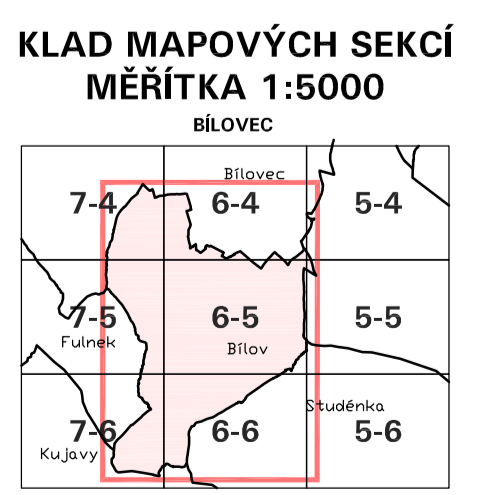 KLAD MAPOVÝCH SEKCÍ
MĚŘÍTKA 1:5000
BÍLOVEC
Bílovec
7-4 6-4 5-4
7-5 6-5 5-5
Fulnek
Bílov
Studénka
7-6 6-6 5-6
Kujavy